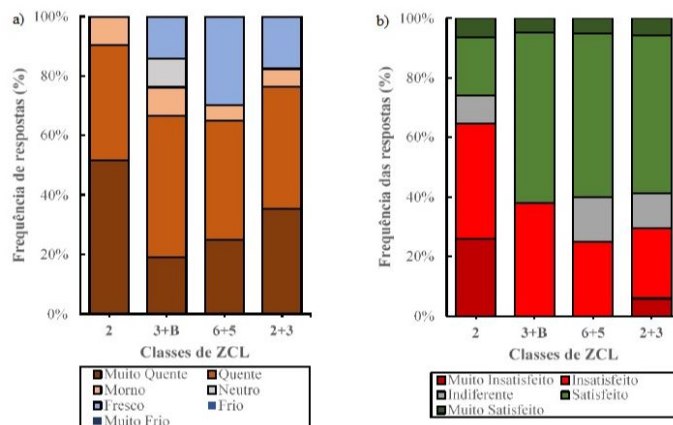 a)
Frequência de respostas (%)
100%
80%
60%
40%
20%
0%
2 3+B 6+5 2+3
Classes de ZCL
Muito Quente Quente
Morno Neutro
Fresco Frio
Muito Frio
b)
Frequência das respostas (%)
100%
80%
60%
40%
20%
0%
2 3+B 6+5 2+3
Classes de ZCL
Muito Insatisfeito Insatisfeito
Indiferente Satisfeito
Muito Satisfeito